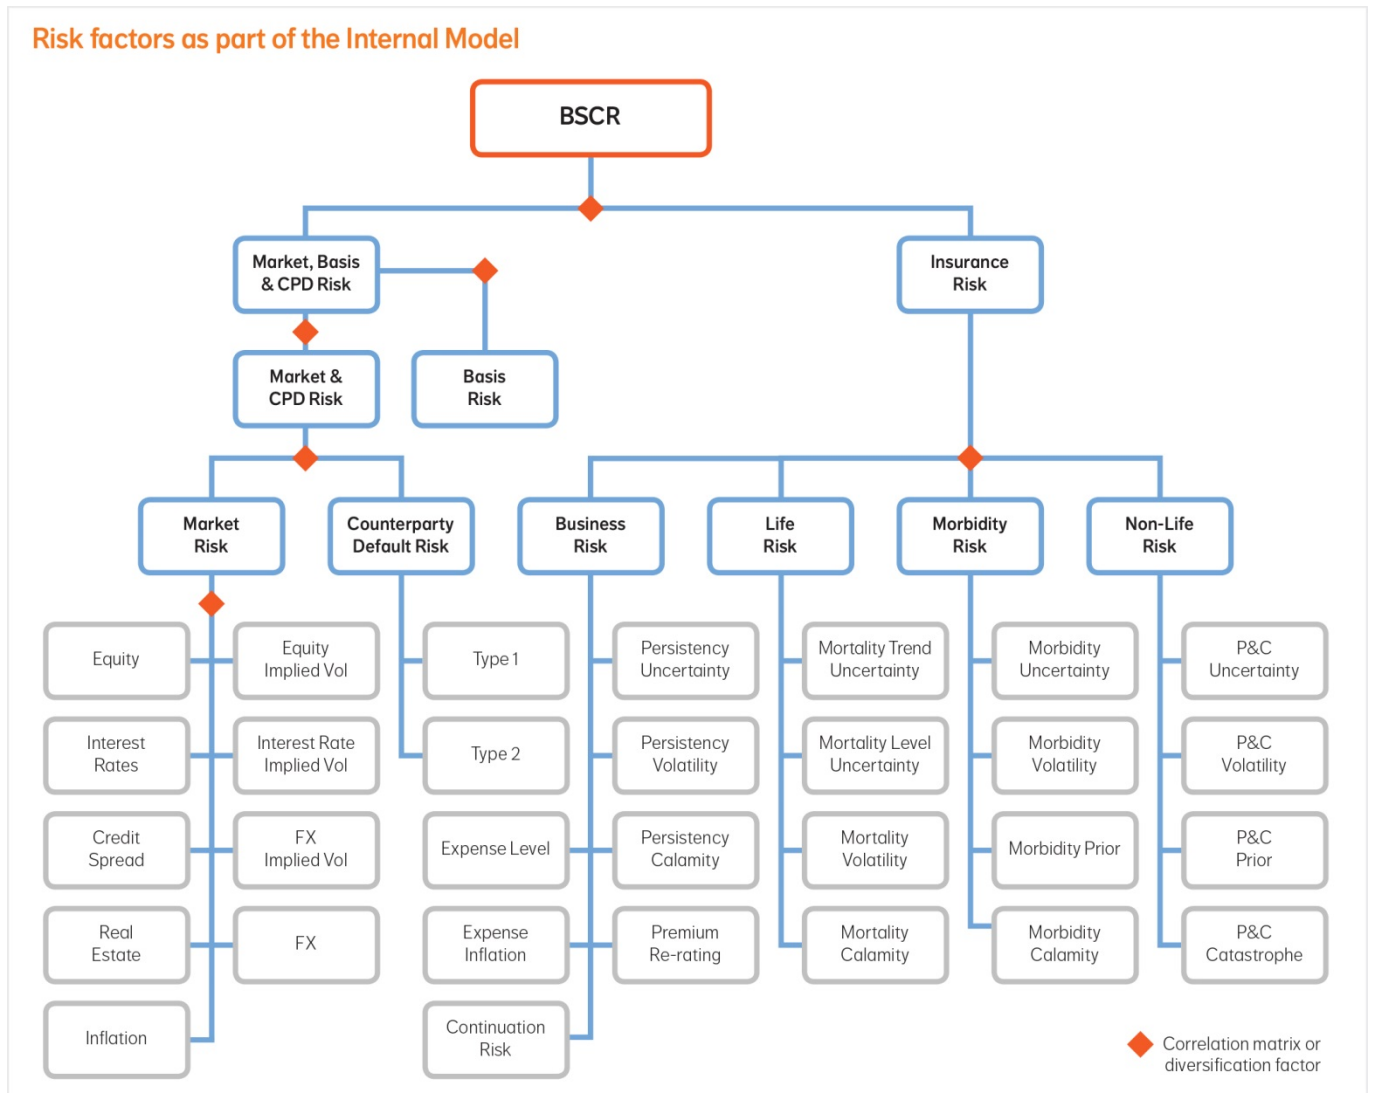 Risk factors as part of the Internal Model
BSCR
Market, Basis
& CPD Risk
Insurance
Risk
Market &
CPD Risk
Basis
Risk
Market
Risk
Counterparty
Default Risk
Business
Risk
Life
Risk
Morbidity
Risk
Non-Life
Risk
Equity
Equity
Implied Vol
Type 1
Persistency
Uncertainty
Mortality Trend
Uncertainty
Morbidity
Uncertainty
P&C
Uncertainty
Interest
Rates
Interest Rate
Implied Vol
Type 2
Persistency
Volatility
Mortality Level
Uncertainty
Morbidity
Volatility
P&C
Volatility
Credit
Spread
FX
Implied Vol
Expense Level
Persistency
Calamity
Mortality
Volatility
Morbidity Prior
P&C
Prior
Real
Estate
FX
Expense
Inflation
Premium
Re-rating
Mortality
Calamity
Morbidity
Calamity
P&C
Catastrophe
Inflation
Continuation
Risk
Correlation matrix or
diversification factor